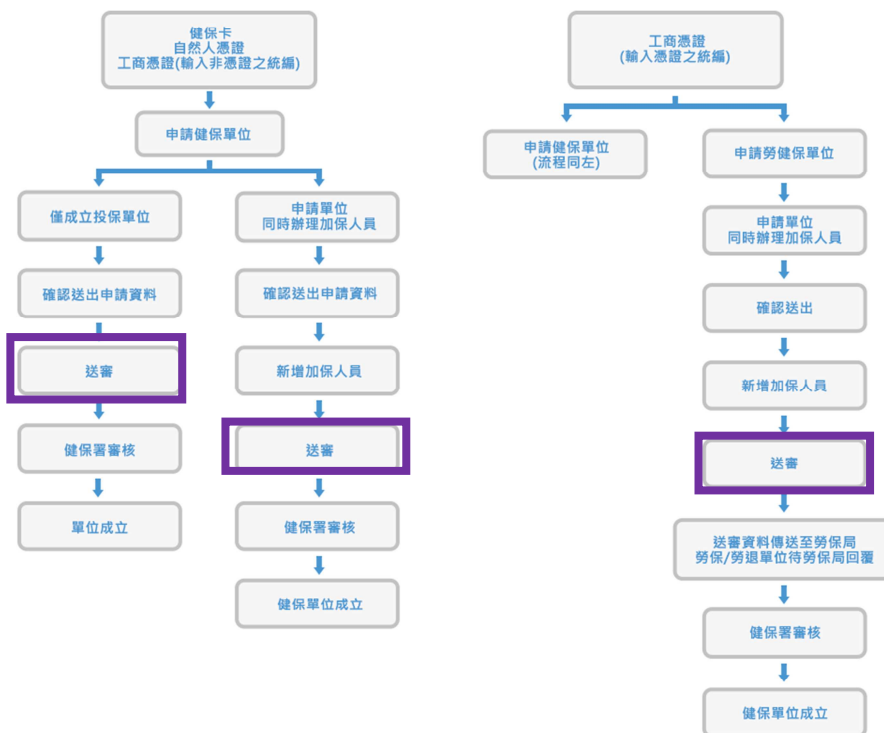 健保卡
自然人憑證
工商憑證(輸入非憑證之統編)
申請健保單位
僅成立投保單位
確認送出申請資料
送審
健保署審核
單位成立
申請單位
同時辦理加保人員
確認送出申請資料
新增加保人員
送審
健保署審核
健保單位成立
工商憑證
(輸入憑證之統編)
申請健保單位
(流程同左)
申請勞健保單位
申請單位
同時辦理加保人員
確認送出
新增加保人員
送審
送審資料傳送至勞保局
勞保/勞退單位待勞保局回覆
健保署審核
健保單位成立